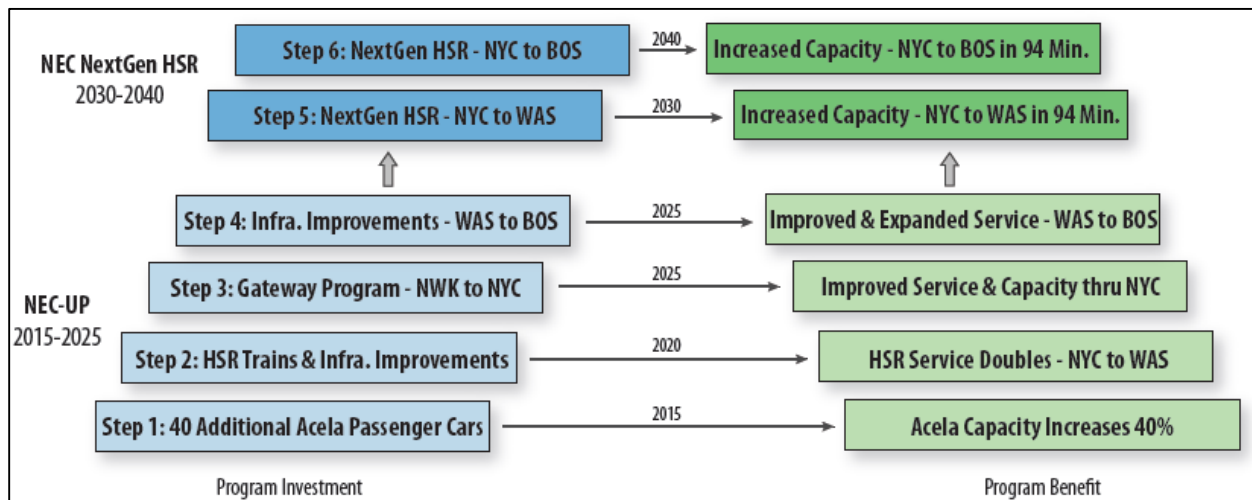 NEC NextGen HSR
2030-2040
Step 6: NextGen HSR - NYC to BOS
2040
Increased Capacity - NYC to BOS in 94 Min.
Step 5: NextGen HSR - NYC to WAS
2030
Increased Capacity - NYC to WAS in 94 Min.
Step 4: Infra. Improvements - WAS to BOS
2025
Improved & Expanded Service - WAS to BOS
NEC-UP
2015-2025
Step 3: Gateway Program - NWK to NYC
2025
Improved Service & Capacity thru NYC
Step 2: HSR Trains & Infra. Improvements
2020
HSR Service Doubles - NYC to WAS
Step 1: 40 Additional Acela Passenger Cars
2015
Acela Capacity Increases 40%
Program Investment
Program Benefit